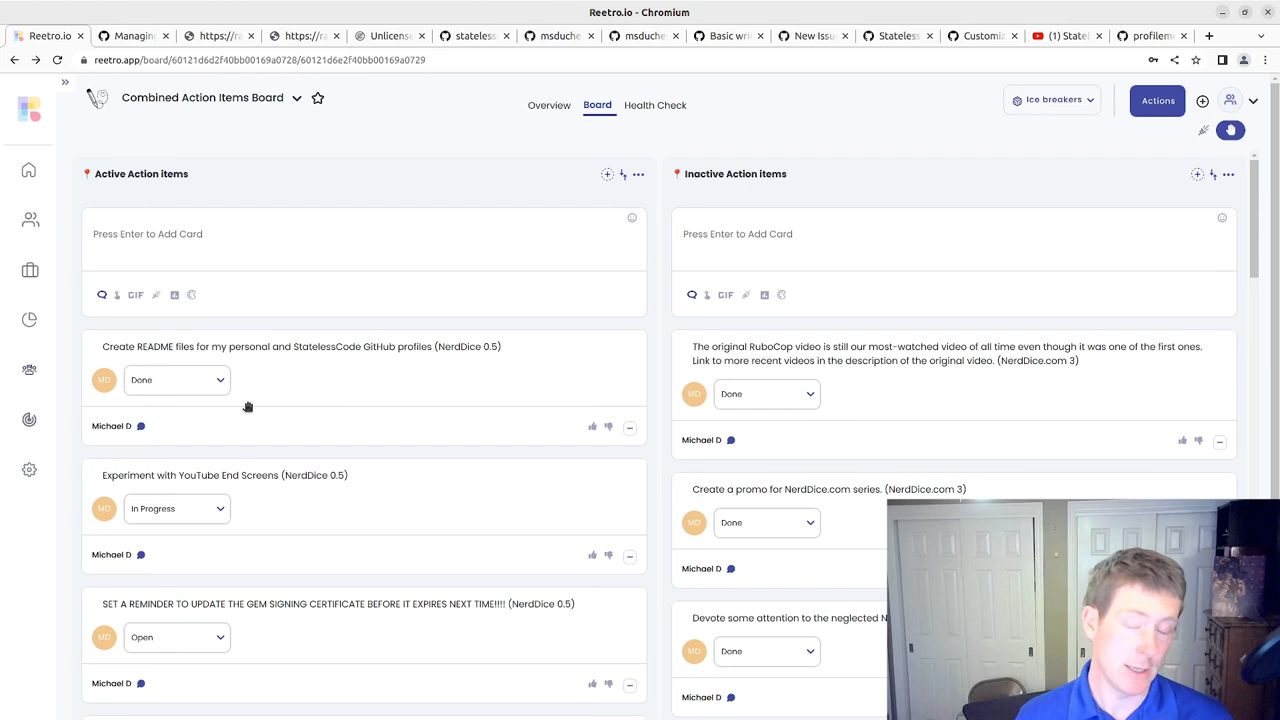 Reetro.io - Chromium
Reetro.io
Managing
https://ra
https://ra
Unlicense
stateless
msduche
msduche
Basic wri
New Issu
Stateless
Customiz
(1) Statel
profileme
reetro.app/board/60121d6d2f40bb00169a0728/60121d6e2f40bb00169a0729
Combined Action Items Board
Overview
Board
Health Check
Ice breakers
Actions
Active Action items
Press Enter to Add Card
GIF
Create README files for my personal and StatelessCode GitHub profiles (NerdDice 0.5)
MD
Done
Michael D
Experiment with YouTube End Screens (NerdDice 0.5)
MD
In Progress
Michael D
SET A REMINDER TO UPDATE THE GEM SIGNING CERTIFICATE BEFORE IT EXPIRES NEXT TIME!!!! (NerdDice 0.5)
MD
Open
Michael D
Inactive Action items
Press Enter to Add Card
GIF
The original RuboCop video is still our most-watched video of all time even though it was one of the first ones.
Link to more recent videos in the description of the original video. (NerdDice.com 3)
MD
Done
Michael D
Create a promo for NerdDice.com series. (NerdDice.com 3)
MD
Done
Michael D
Devote some attention to the neglected N
MD
Done
Michael D